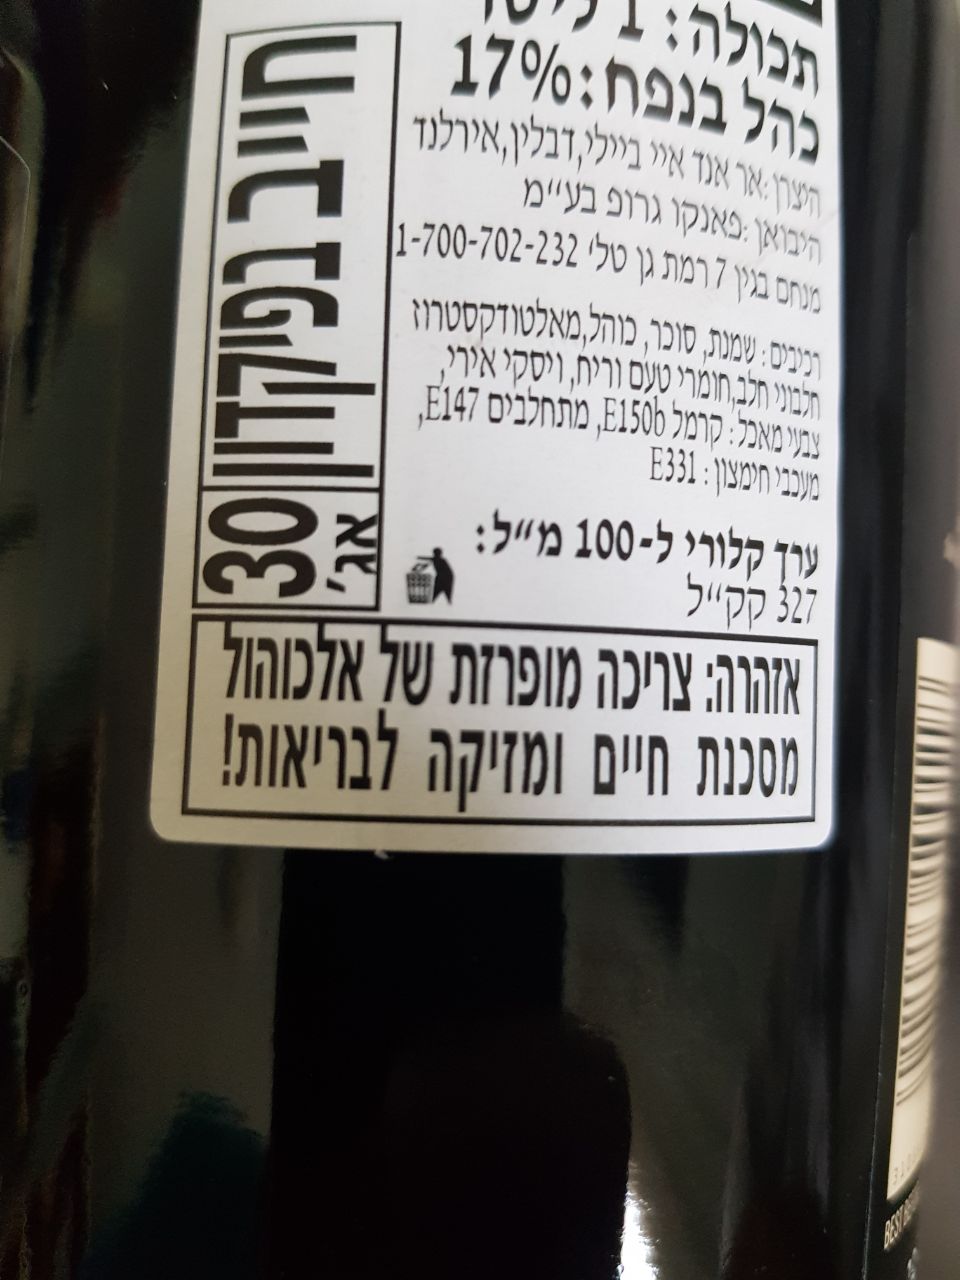 תכולה: 1 ליטר
כהל בנפח: 17%
היצרן: אר אנד איי ביילי, דבלין, אירלנד
היבואן: פאנקו גרופ בע״מ
מנחם בגין 7 רמת גן טל׳ 1-700-702-232
רכיבים: שמנת, סוכר, כוהל, מאלטודקסטרוז
חלבוני חלב, חומרי טעם וריח, ויסקי אירי,
צבעי מאכל: קרמל E150b, מתחלבים E147,
מעכבי חימצון: E331
ערך קלורי ל-100 מ״ל:
327 קק״ל
חייב בפיקדון
30 אג׳
אזהרה: צריכה מופרזת של אלכוהול
מסכנת חיים ומזיקה לבריאות!